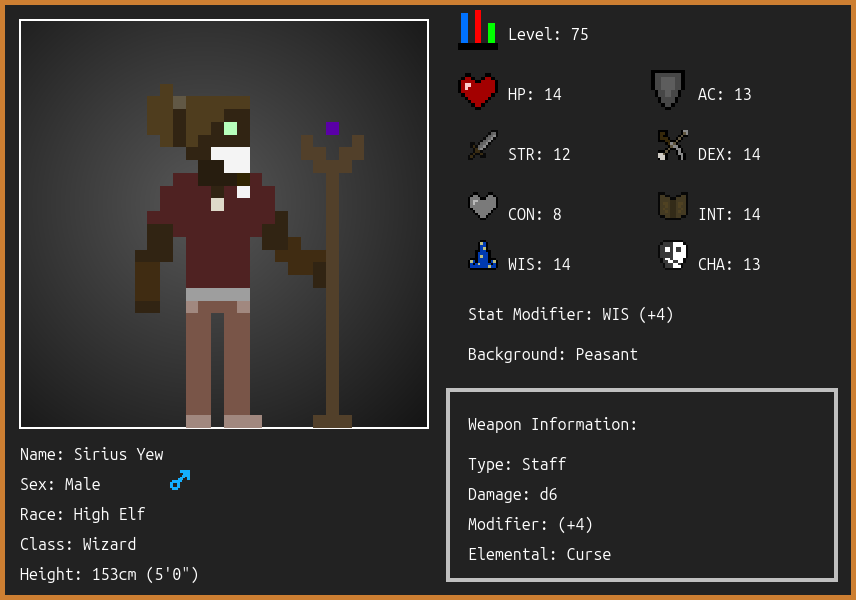 Level: 75
HP: 14
AC: 13
STR: 12
DEX: 14
CON: 8
INT: 14
WIS: 14
CHA: 13
Stat Modifier: WIS (+4)
Background: Peasant
Weapon Information:
Type: Staff
Damage: d6
Modifier: (+4)
Elemental: Curse
Name: Sirius Yew
Sex: Male
Race: High Elf
Class: Wizard
Height: 153cm (5'0")